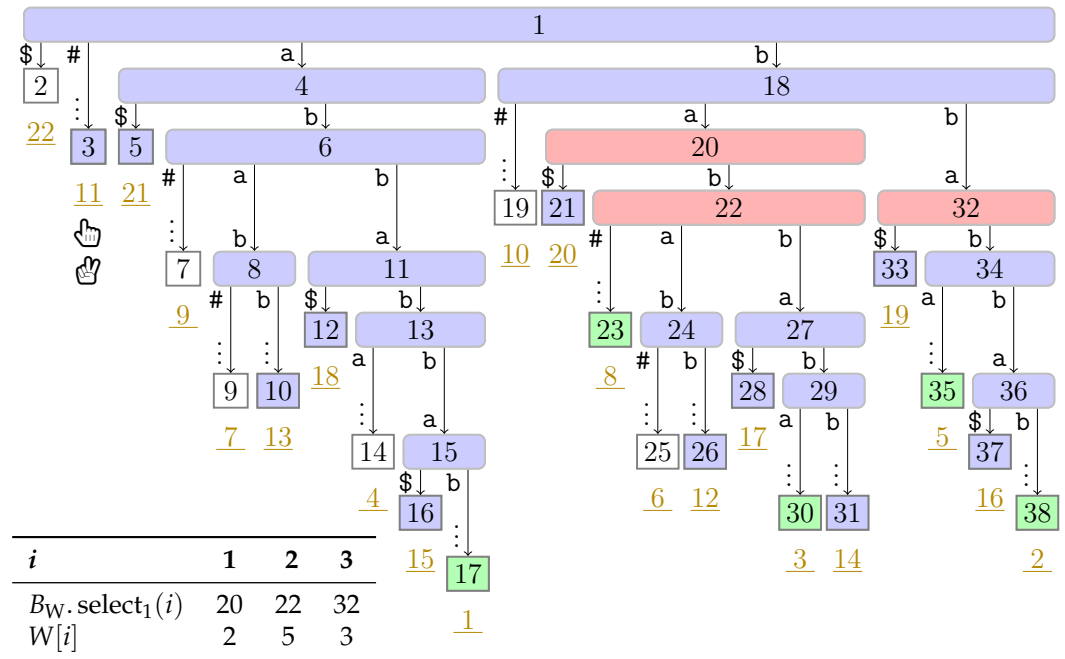 1
$ # a b
2 4 18
22 $ b # a b
3 5 6 20
11 21 # a b $ b a
19 21 22 32
b a 10 20 # a b $ b
7 8 11 33 34
9 # b $ b b a 19 a b
12 13 23 24 27
18 a b 8 # b $ b a
9 10 28 29 35 36
7 13 a 17 a b 5 $ b
14 15 25 26 37
4 $ b 6 12 16
16 30 31 38
15 3 14 2
17
1
i 1 2 3
B_W. select_1(i) 20 22 32
W[i] 2 5 3